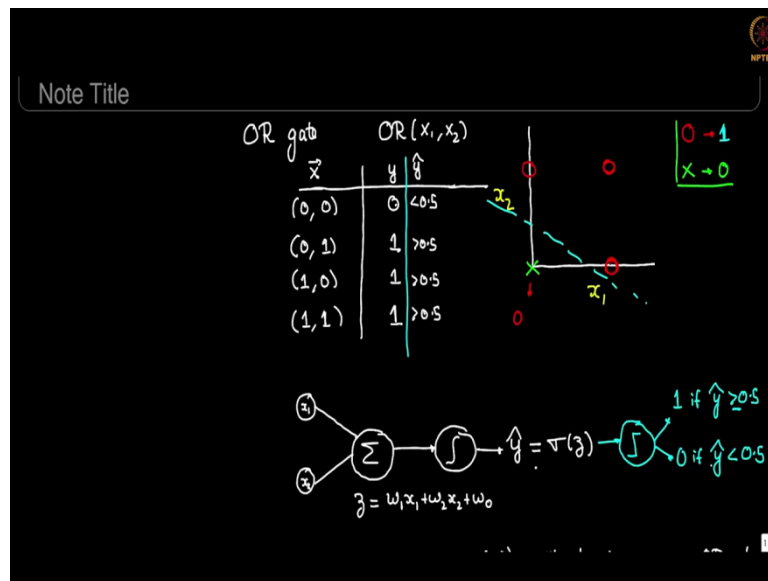 NPTE
Note Title
OR gate OR(x₁,x₂)
x⃗ y ŷ
(0,0) 0 <0.5
(0,1) 1 >0.5
(1,0) 1 >0.5
(1,1) 1 >0.5
O → 1
X → 0
x₂
x₁
0
x₁
x₂
Σ ∫ → ŷ = σ(z) → ∫
1 if ŷ ≥ 0.5
0 if ŷ < 0.5
z = w₁x₁+w₂x₂+w₀